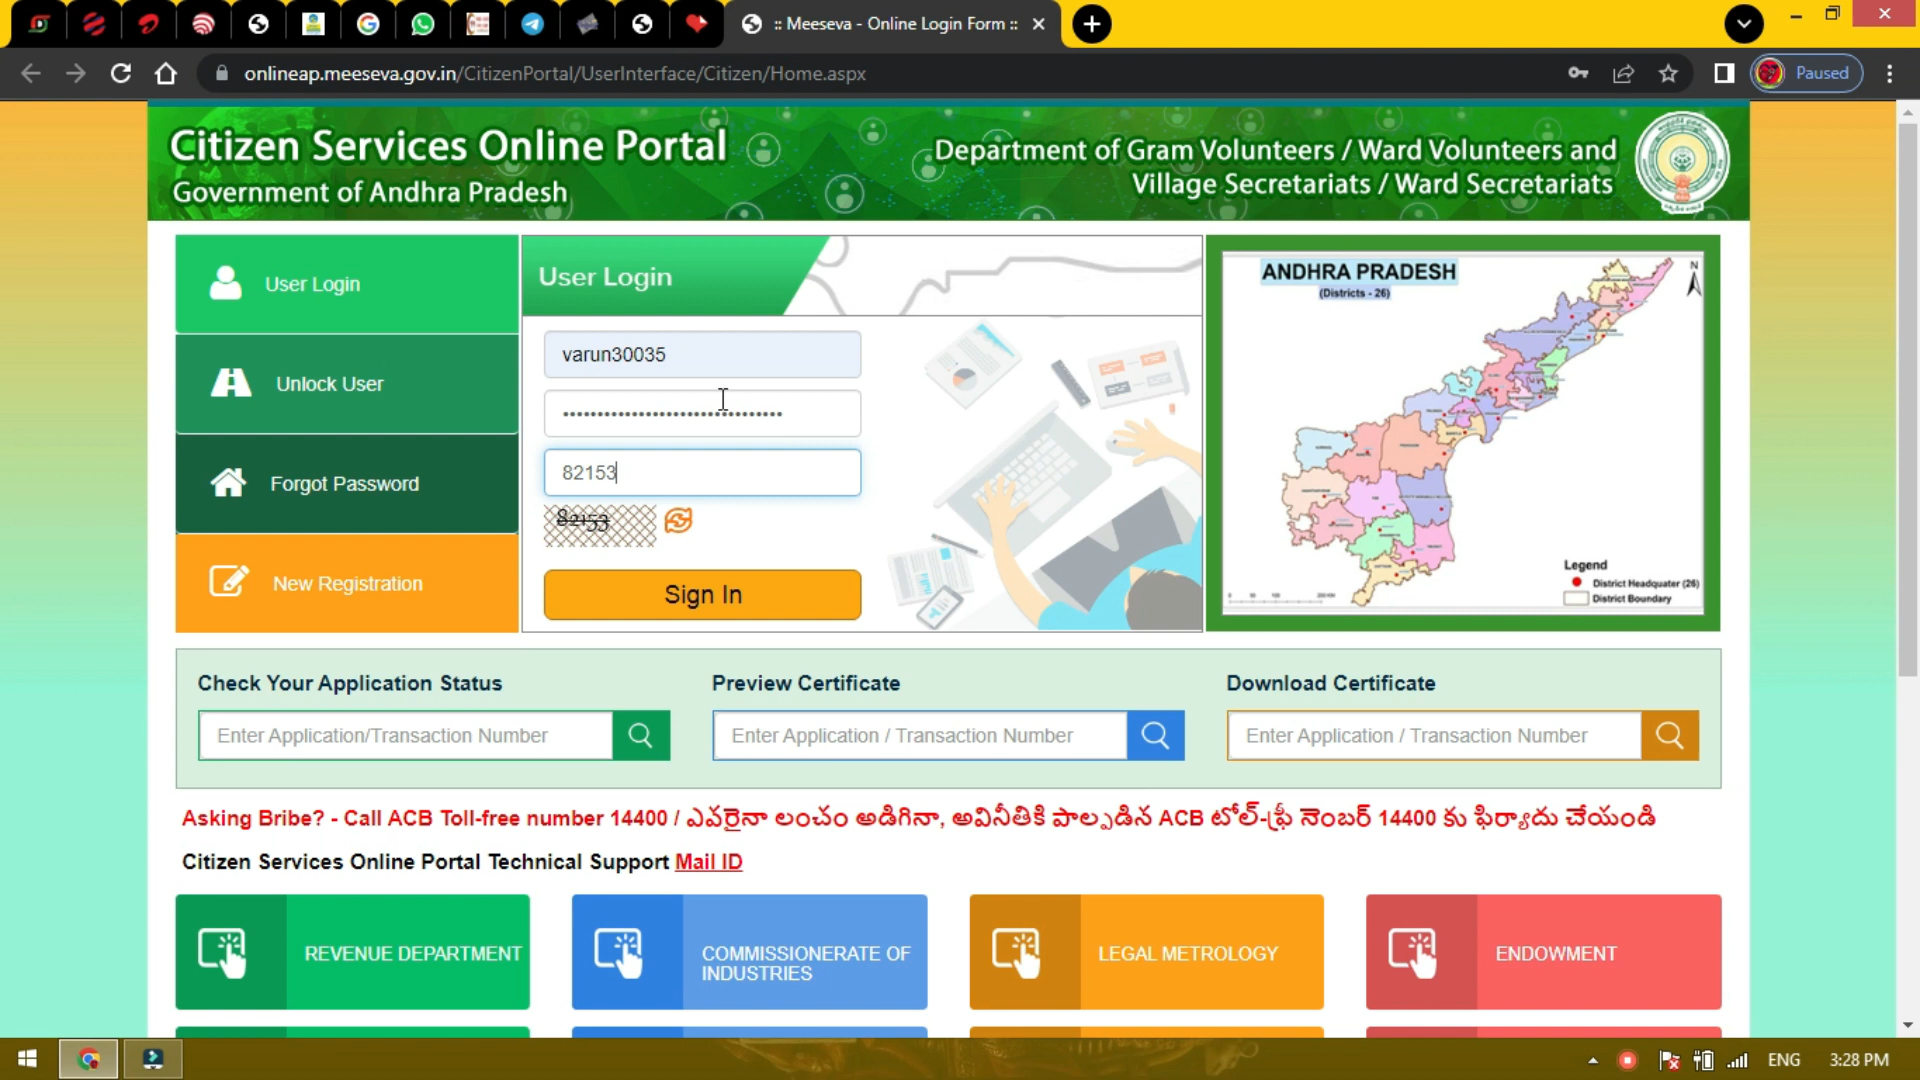 :: Meeseva - Online Login Form ::
onlineap.meeseva.gov.in/CitizenPortal/UserInterface/Citizen/Home.aspx
Paused
Citizen Services Online Portal
Government of Andhra Pradesh
Department of Gram Volunteers / Ward Volunteers and
Village Secretariats / Ward Secretariats
User Login
Unlock User
Forgot Password
New Registration
User Login
varun30035
82153
82153
Sign In
ANDHRA PRADESH
(Districts - 26)
N
Legend
District Headquater (26)
District Boundary
Check Your Application Status
Enter Application/Transaction Number
Preview Certificate
Enter Application / Transaction Number
Download Certificate
Enter Application / Transaction Number
Asking Bribe? - Call ACB Toll-free number 14400 / ఎవరైనా లంచం అడిగినా, అవినీతికి పాల్పడిన ACB టోల్-ఫ్రీ నెంబర్ 14400 కు ఫిర్యాదు చేయండి
Citizen Services Online Portal Technical Support Mail ID
REVENUE DEPARTMENT
COMMISSIONERATE OF
INDUSTRIES
LEGAL METROLOGY
ENDOWMENT
ENG
3:28 PM